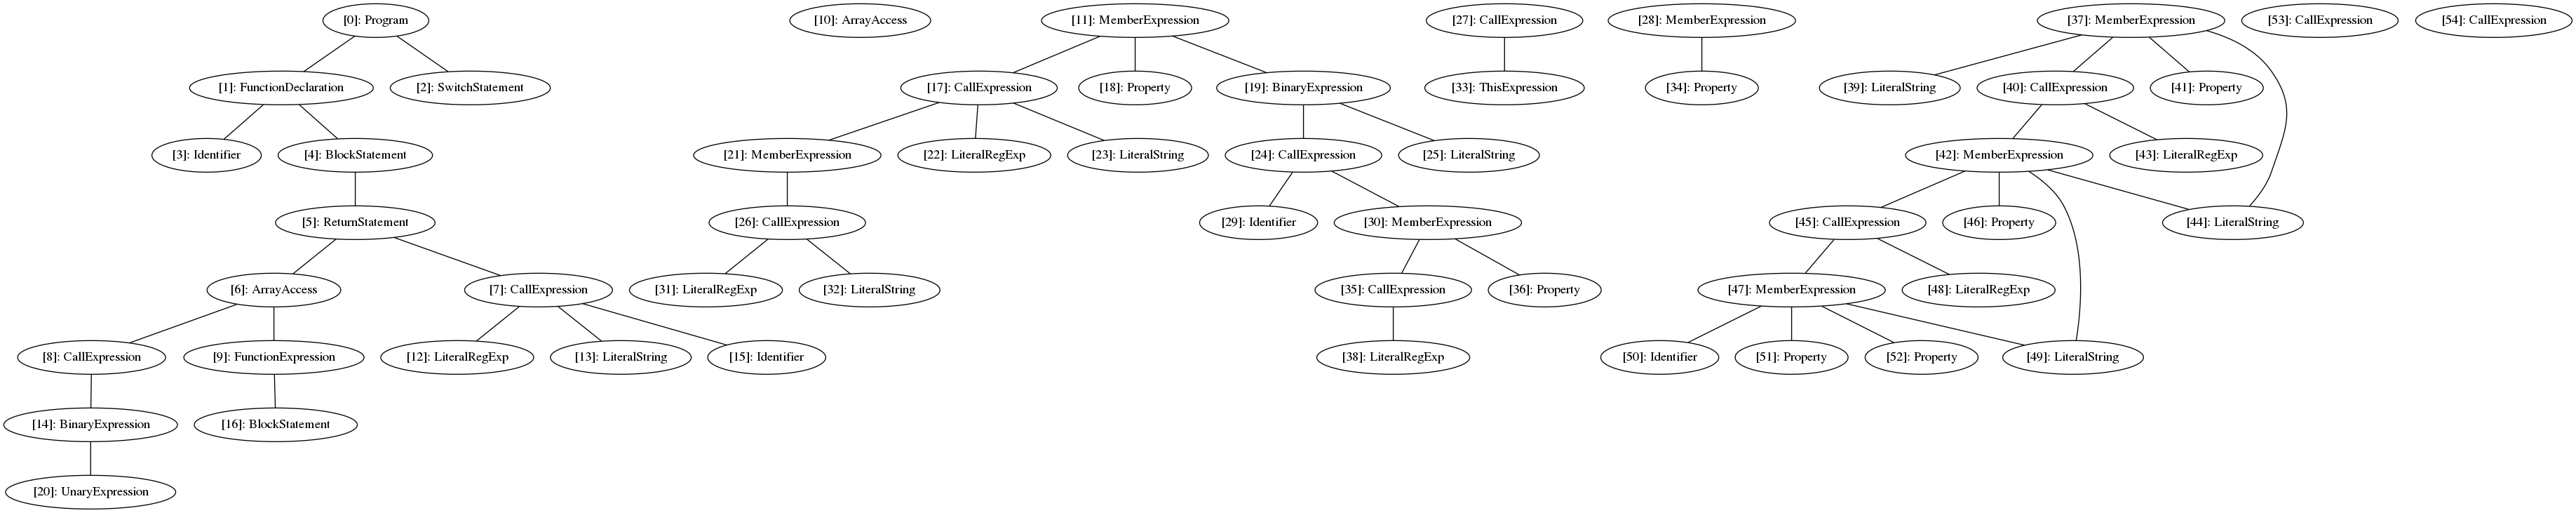 [0]: Program
[10]: ArrayAccess
[11]: MemberExpression
[27]: CallExpression
[28]: MemberExpression
[37]: MemberExpression
[53]: CallExpression
[54]: CallExpression
[1]: FunctionDeclaration
[2]: SwitchStatement
[17]: CallExpression
[18]: Property
[19]: BinaryExpression
[33]: ThisExpression
[34]: Property
[39]: LiteralString
[40]: CallExpression
[41]: Property
[3]: Identifier
[4]: BlockStatement
[21]: MemberExpression
[22]: LiteralRegExp
[23]: LiteralString
[24]: CallExpression
[25]: LiteralString
[42]: MemberExpression
[43]: LiteralRegExp
[5]: ReturnStatement
[26]: CallExpression
[29]: Identifier
[30]: MemberExpression
[45]: CallExpression
[46]: Property
[44]: LiteralString
[6]: ArrayAccess
[7]: CallExpression
[31]: LiteralRegExp
[32]: LiteralString
[35]: CallExpression
[36]: Property
[47]: MemberExpression
[48]: LiteralRegExp
[8]: CallExpression
[9]: FunctionExpression
[12]: LiteralRegExp
[13]: LiteralString
[15]: Identifier
[38]: LiteralRegExp
[50]: Identifier
[51]: Property
[52]: Property
[49]: LiteralString
[14]: BinaryExpression
[16]: BlockStatement
[20]: UnaryExpression